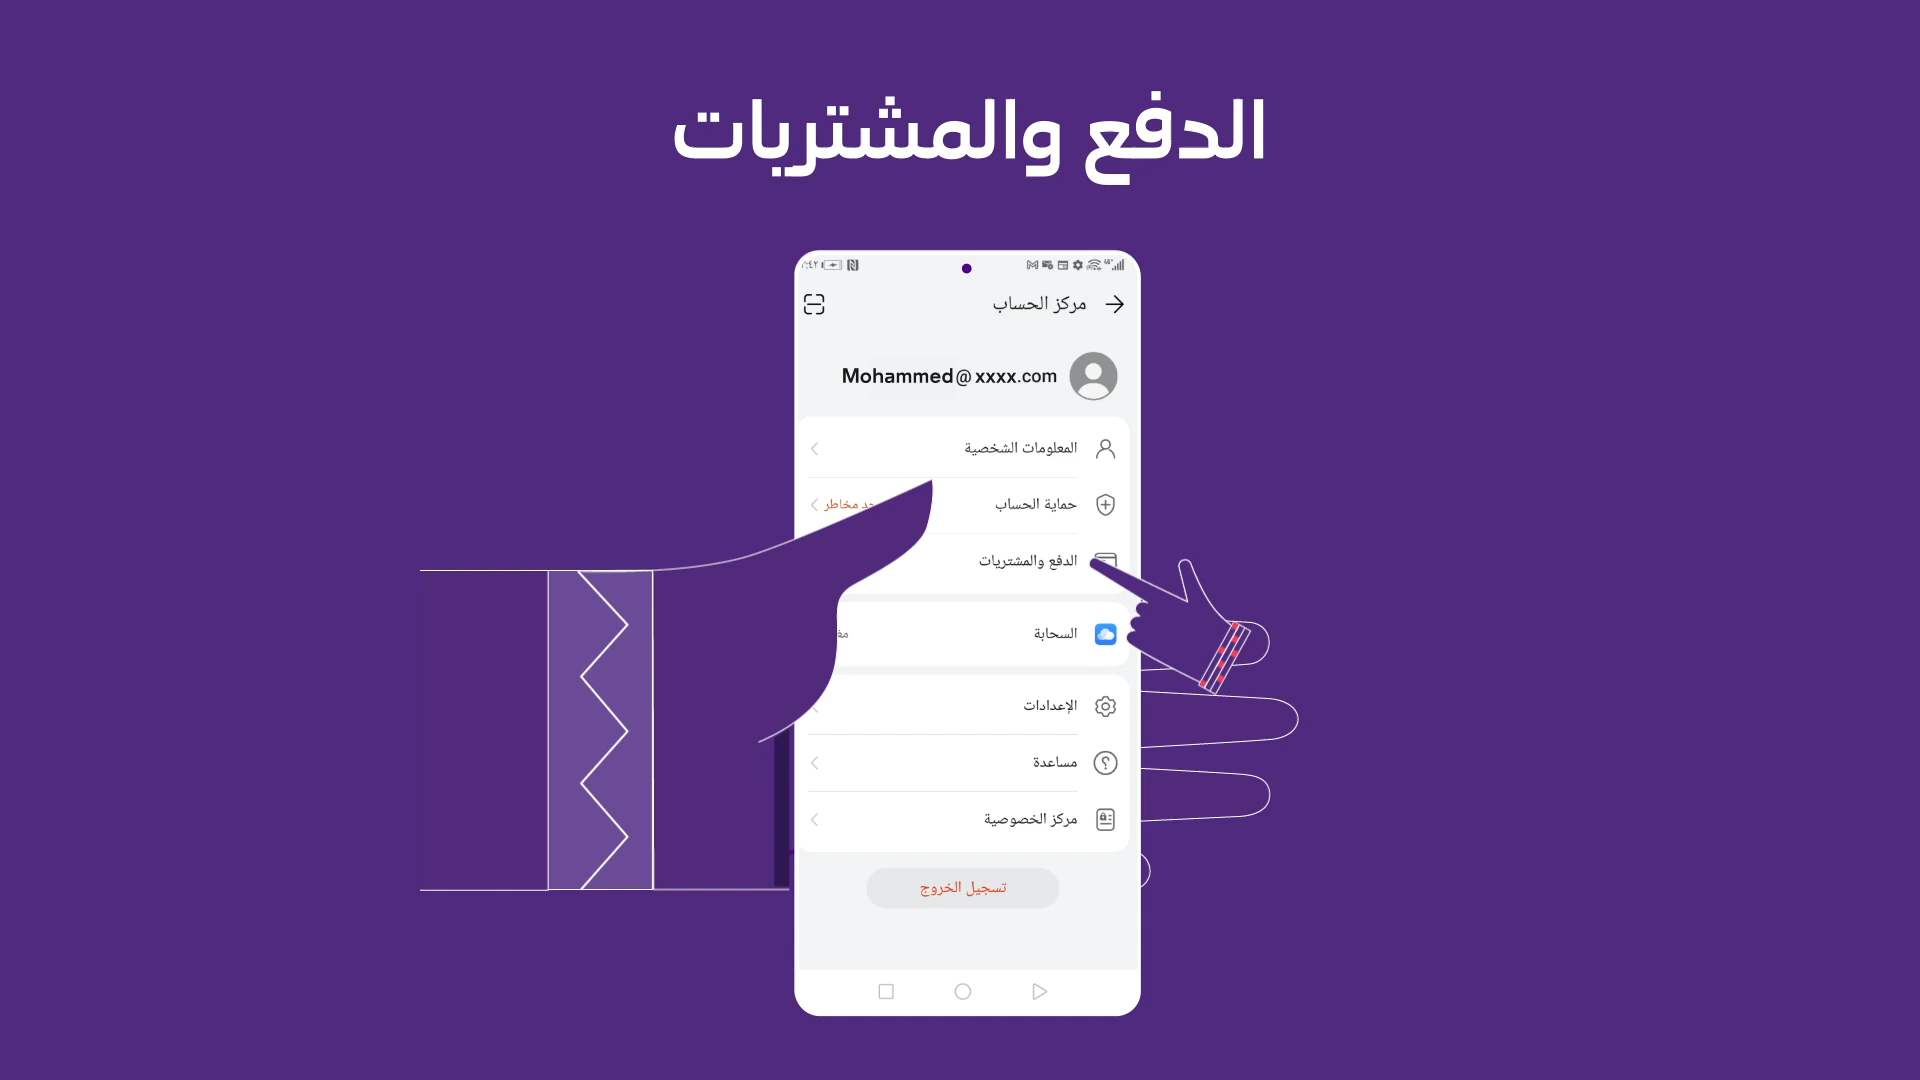 الدفع والمشتريات
مركز الحساب
Mohammed@xxxx.com
المعلومات الشخصية
حماية الحساب
مخاطر
الدفع والمشتريات
السحابة
الإعدادات
مساعدة
مركز الخصوصية
تسجيل الخروج